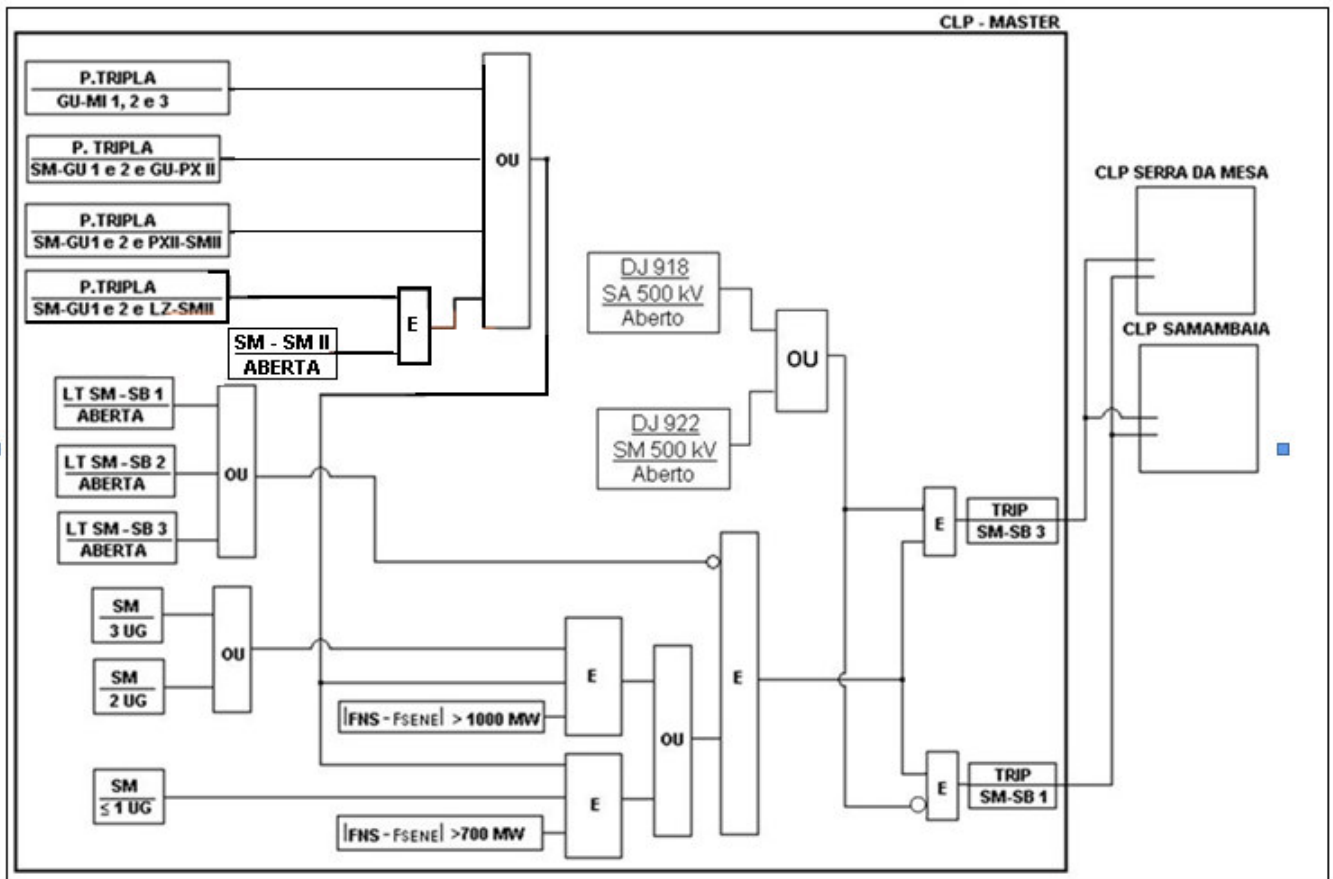 CLP - MASTER
P.TRIPLA
GU-MI 1, 2 e 3
P. TRIPLA
SM-GU 1 e 2 e GU-PX II
P.TRIPLA
SM-GU1 e 2 e PXII-SMII
P.TRIPLA
SM-GU1 e 2 e LZ-SMII
SM - SM II
ABERTA
E
OU
LT SM - SB 1
ABERTA
LT SM - SB 2
ABERTA
LT SM - SB 3
ABERTA
OU
SM
3 UG
SM
2 UG
OU
SM
≤ 1 UG
|FNS - FSENE| > 1000 MW
E
|FNS - FSENE| >700 MW
E
OU
E
DJ 918
SA 500 kV
Aberto
DJ 922
SM 500 kV
Aberto
OU
E
TRIP
SM-SB 3
E
TRIP
SM-SB 1
CLP SERRA DA MESA
CLP SAMAMBAIA